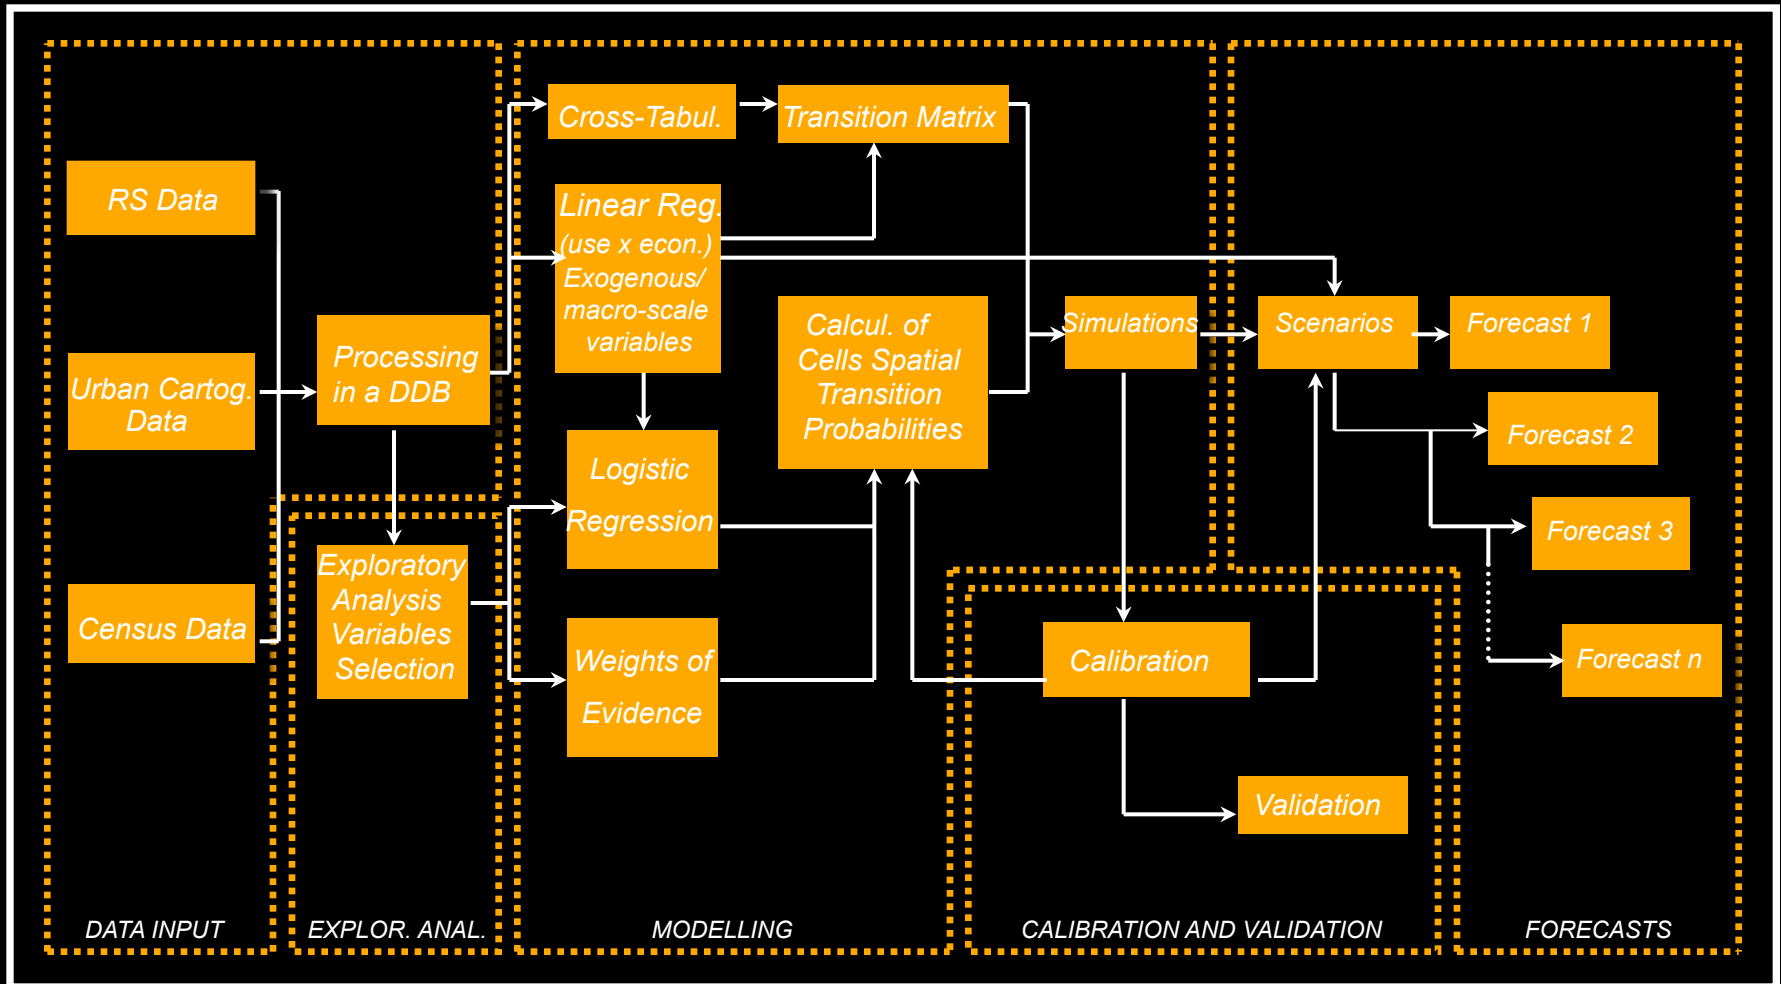 RS Data
Urban Cartog.
Data
Census Data
Processing
in a DDB
Exploratory
Analysis
Variables
Selection
Cross-Tabul.
Transition Matrix
Linear Reg.
(use x econ.)
Exogenous/
macro-scale
variables
Logistic
Regression
Weights of
Evidence
Calcul. of
Cells Spatial
Transition
Probabilities
Simulations
Calibration
Validation
Scenarios
Forecast 1
Forecast 2
Forecast 3
Forecast n
DATA INPUT
EXPLOR. ANAL.
MODELLING
CALIBRATION AND VALIDATION
FORECASTS